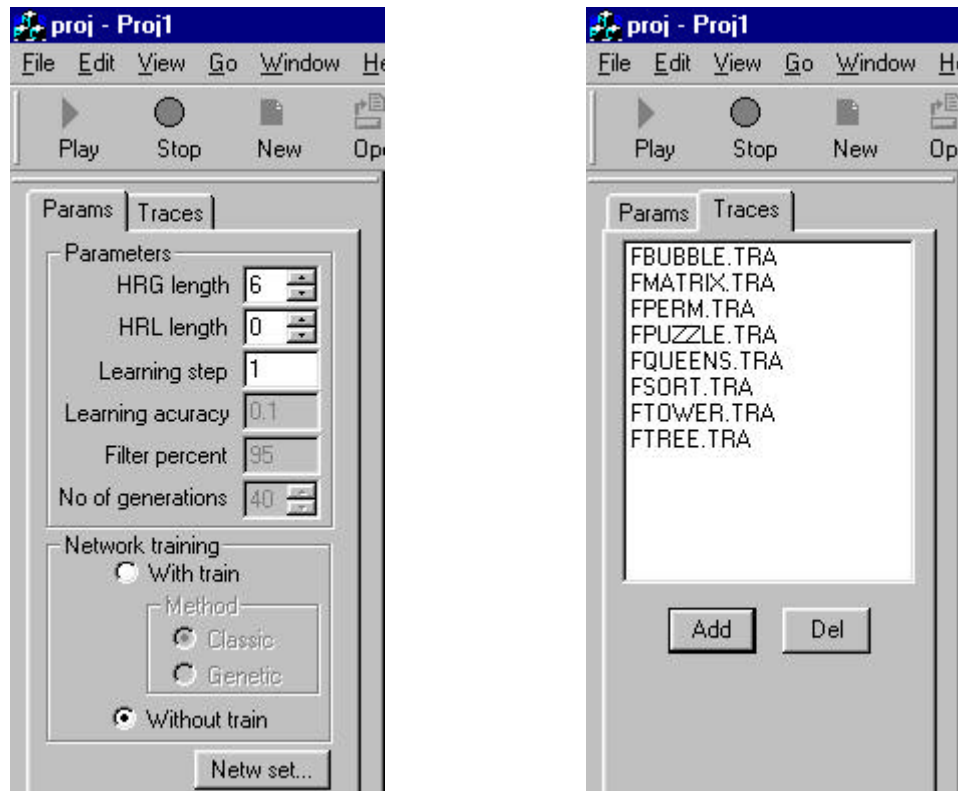 proj - Proj1
File Edit View Go Window He
Play Stop New Ope
Params Traces
Parameters
HRG length 6
HRL length 0
Learning step 1
Learning acuracy 0.1
Filter percent 95
No of generations 40
Network training
With train
Method
Classic
Genetic
Without train
Netw set...
proj - Proj1
File Edit View Go Window H
Play Stop New Op
Params Traces
FBUBBLE.TRA
FMATRIX.TRA
FPERM.TRA
FPUZZLE.TRA
FQUEENS.TRA
FSORT.TRA
FTOWER.TRA
FTREE.TRA
Add Del